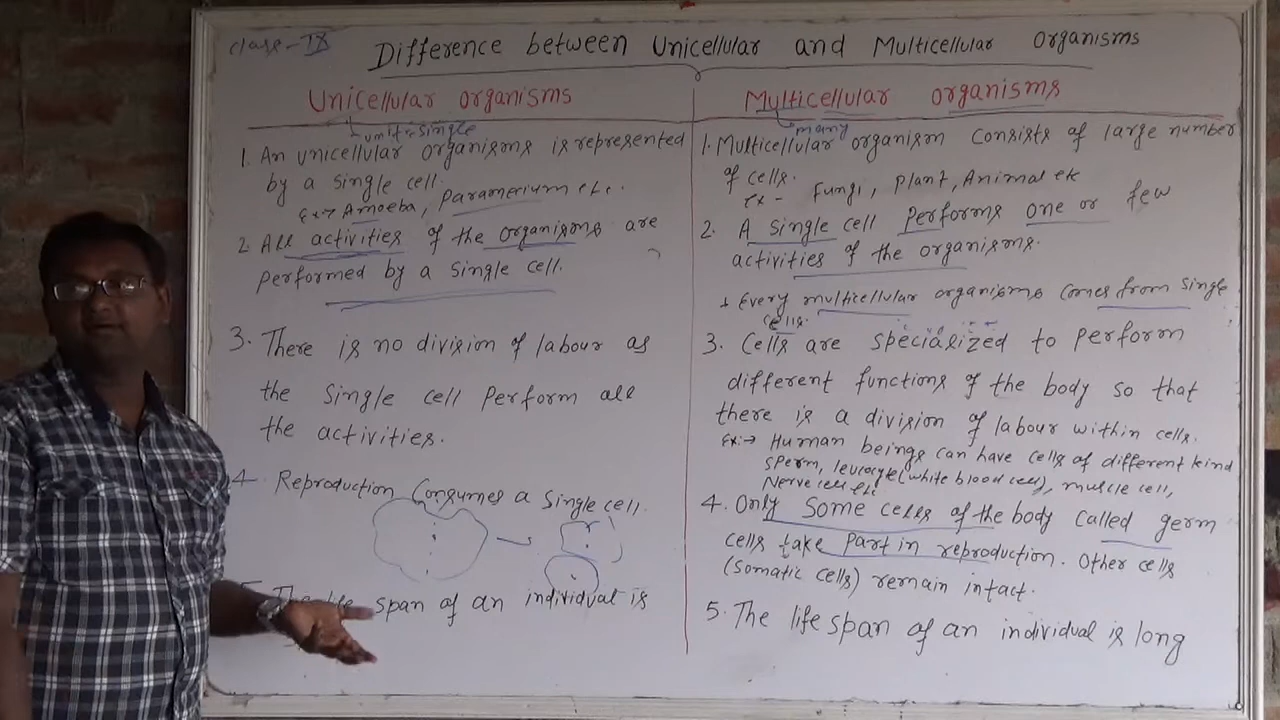 class-IX
Difference between Unicellular and Multicellular Organisms
Unicellular organisms
unit-single
1. An unicellular organisms is represented
by a single cell.
Ex:→ Amoeba, Paramecium etc.
2. All activities of the organisms are
performed by a single cell.
3. There is no division of labour as
the single cell perform all
the activities.
4. Reproduction Consumes a single cell.
span of an individual is
Multicellular organisms
many
1. Multicellular organism consists of large number
of cells.
Ex - Fungi, Plant, Animal etc
2. A single cell performs one or few
activities of the organisms.
+ Every multicellular organisms comes from single
cells.
3. Cells are specialized to perform
different functions of the body so that
there is a division of labour within cells.
Ex:→ Human beings can have cells of different kind
sperm, leucocyte (white blood cell), muscle cell,
Nerve cell etc
4. Only some cells of the body called germ
cells take part in reproduction. Other cells
(somatic cells) remain intact.
5. The life span of an individual is long